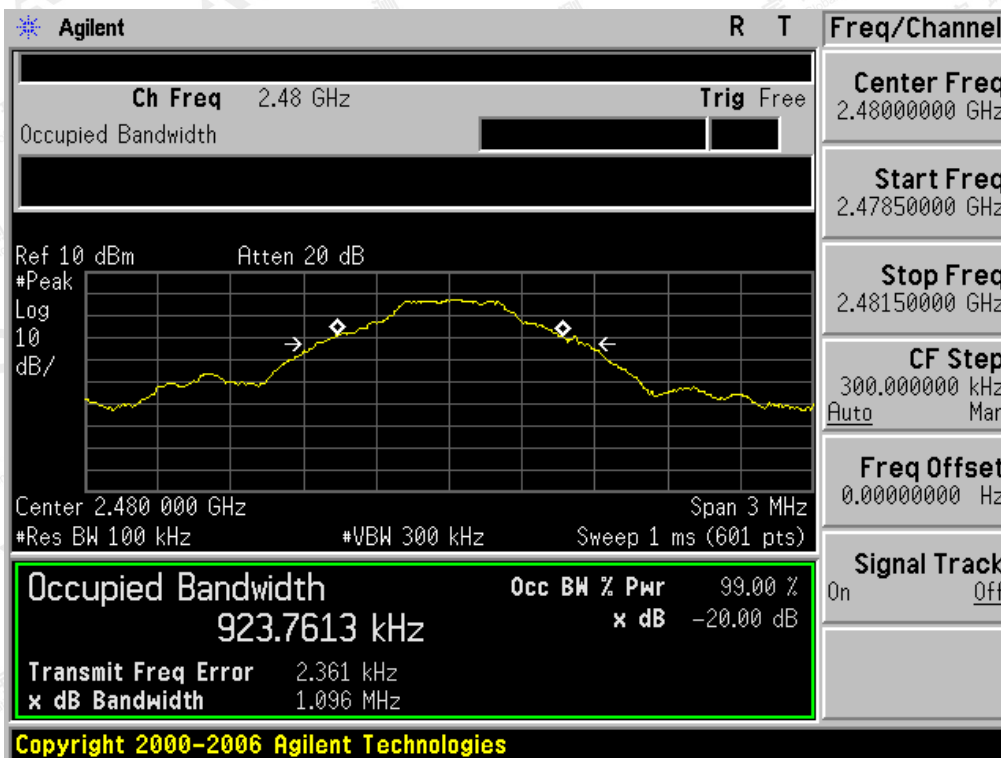 Agilent R T
Ch Freq 2.48 GHz Trig Free
Occupied Bandwidth
Ref 10 dBm Atten 20 dB
#Peak
Log
10
dB/
Center 2.480 000 GHz Span 3 MHz
#Res BW 100 kHz #VBW 300 kHz Sweep 1 ms (601 pts)
Occupied Bandwidth Occ BW % Pwr 99.00 %
923.7613 kHz x dB -20.00 dB
Transmit Freq Error 2.361 kHz
x dB Bandwidth 1.096 MHz
Copyright 2000-2006 Agilent Technologies
Freq/Channel
Center Freq
2.48000000 GHz
Start Freq
2.47850000 GHz
Stop Freq
2.48150000 GHz
CF Step
300.000000 kHz
Auto Man
Freq Offset
0.00000000 Hz
Signal Track
On Off